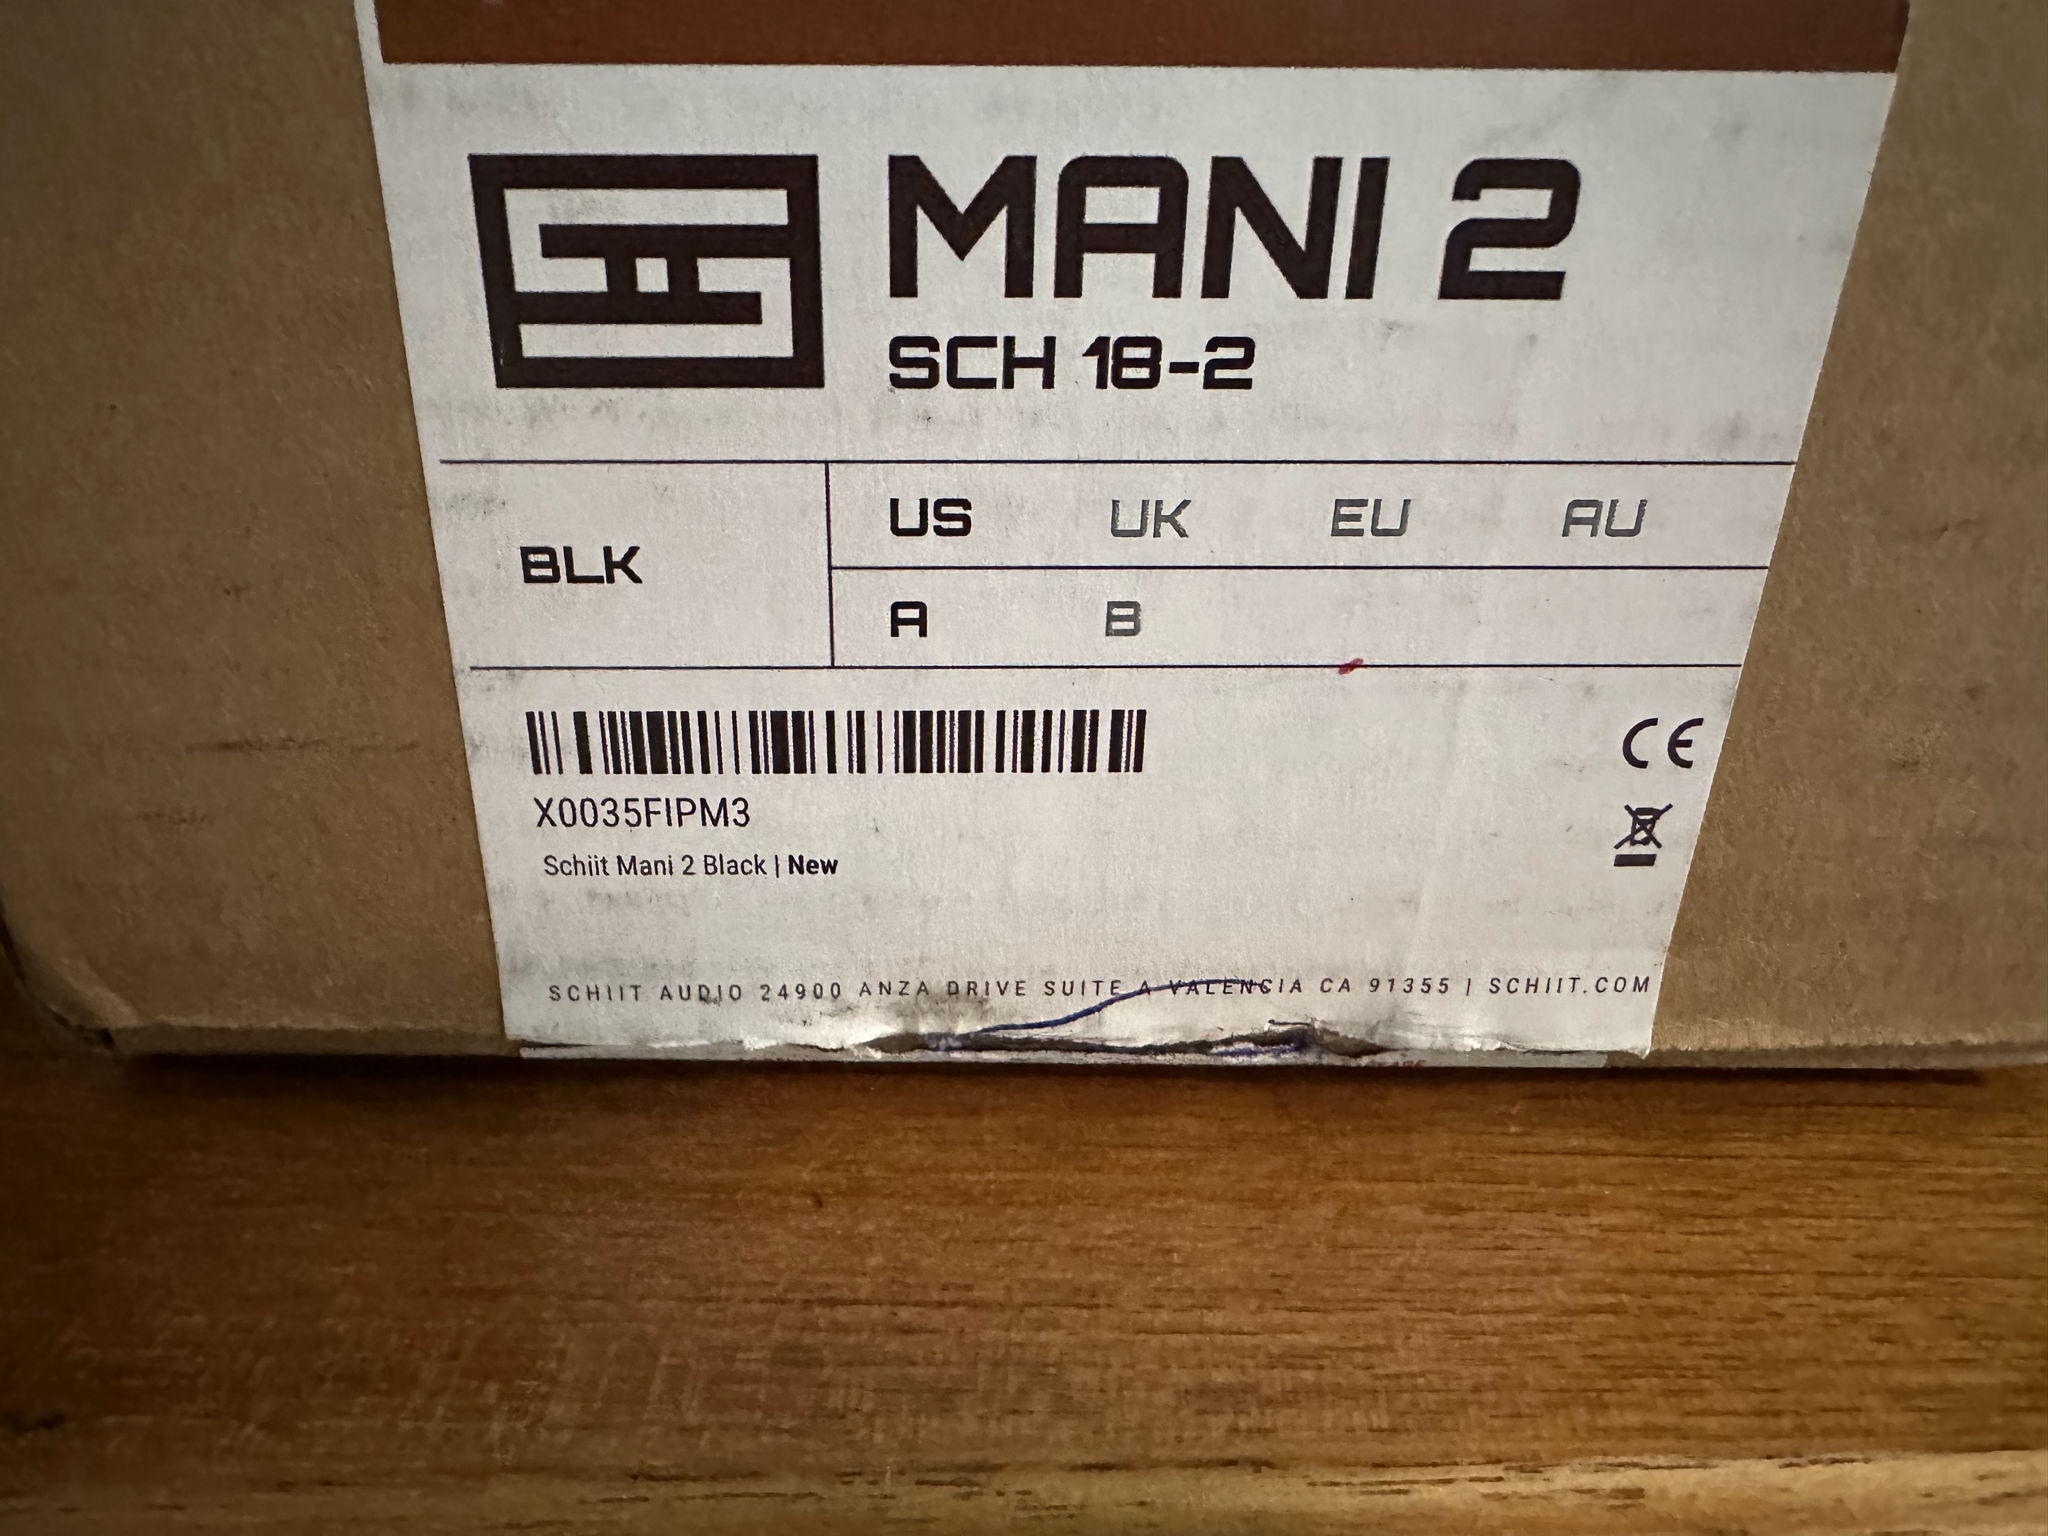 MANI 2
SCH 18-2
BLK
US UK EU AU
A B
X0035FIPM3
Schiit Mani 2 Black | New
CE
SCHIIT AUDIO 24900 ANZA DRIVE SUITE A VALENCIA CA 91355 | SCHIIT.COM